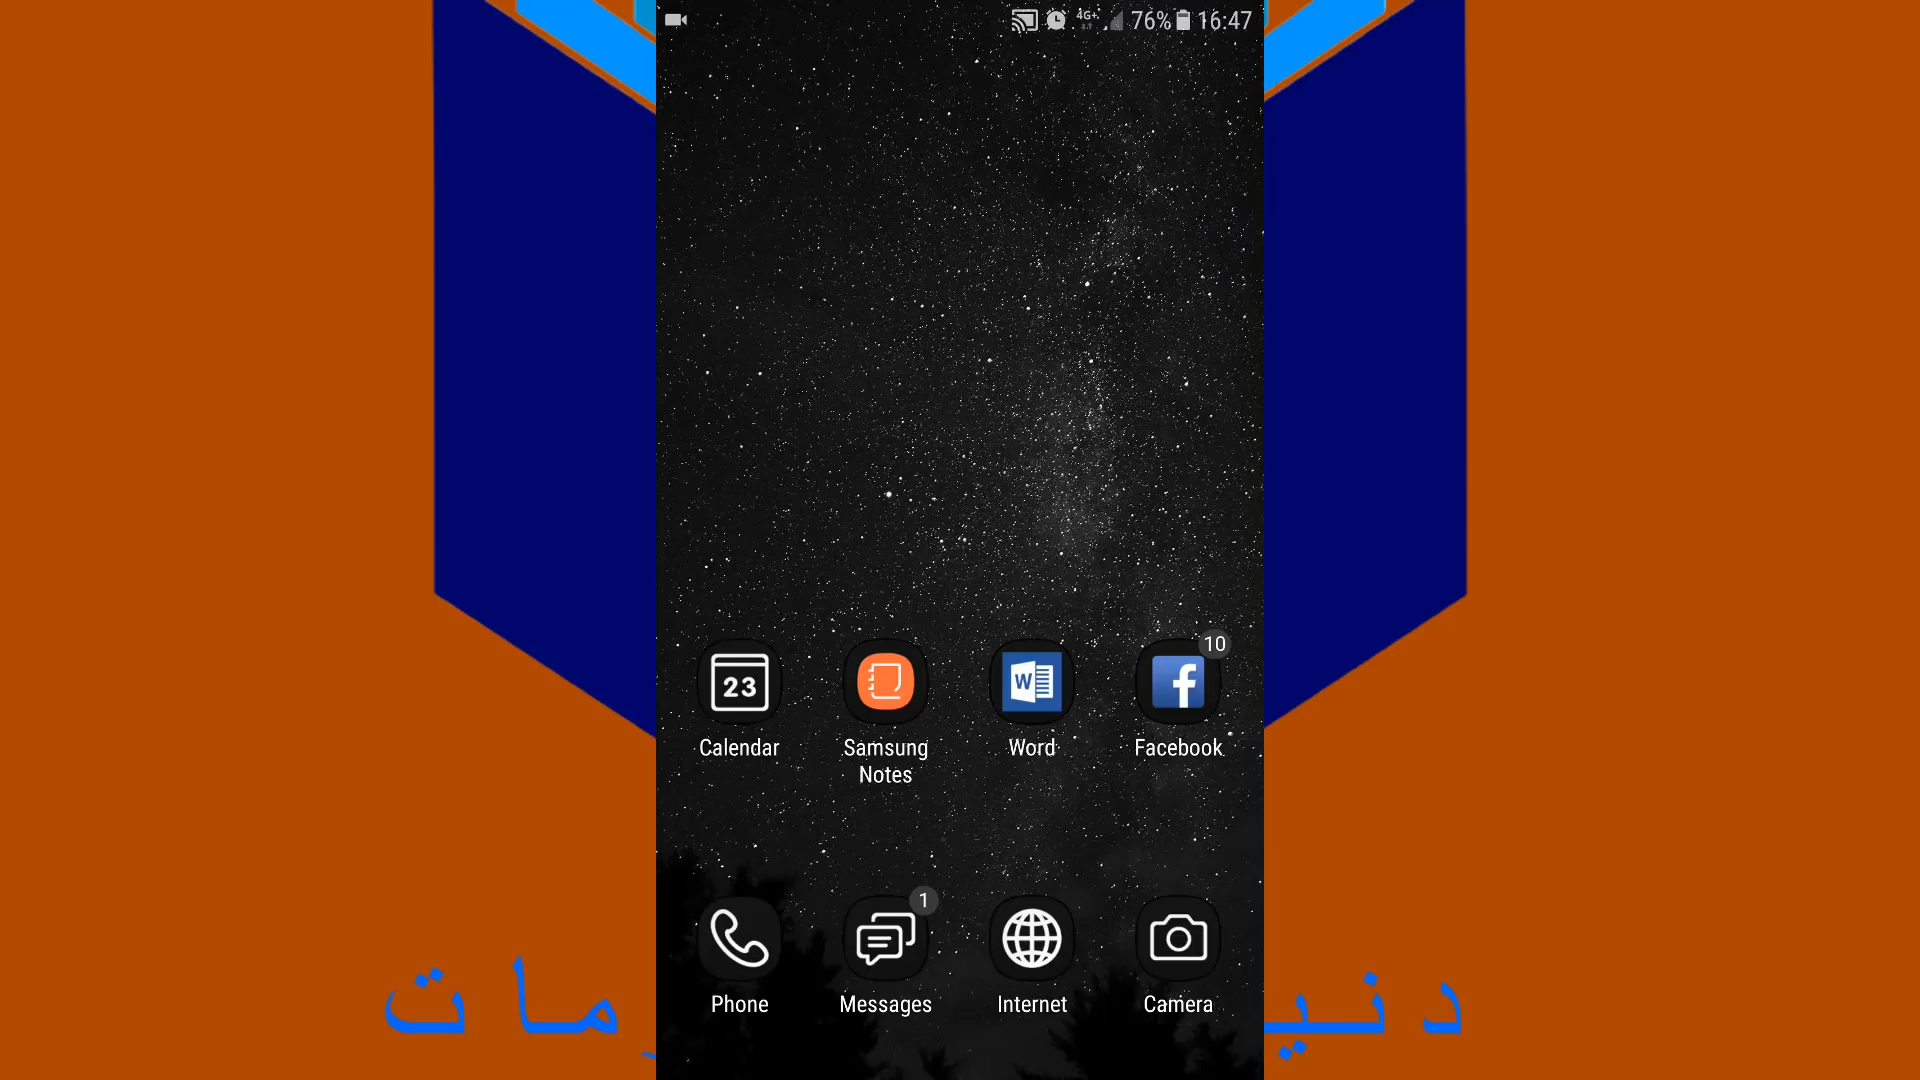 4G+ 76% 16:47
10
23
Calendar
Samsung
Notes
W
Word
f
Facebook
1
Phone
Messages
Internet
Camera